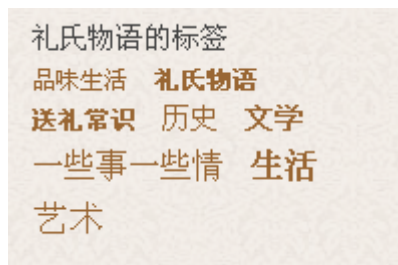 礼氏物语的标签
品味生活 礼氏物语
送礼常识 历史 文学
一些事一些情 生活
艺术